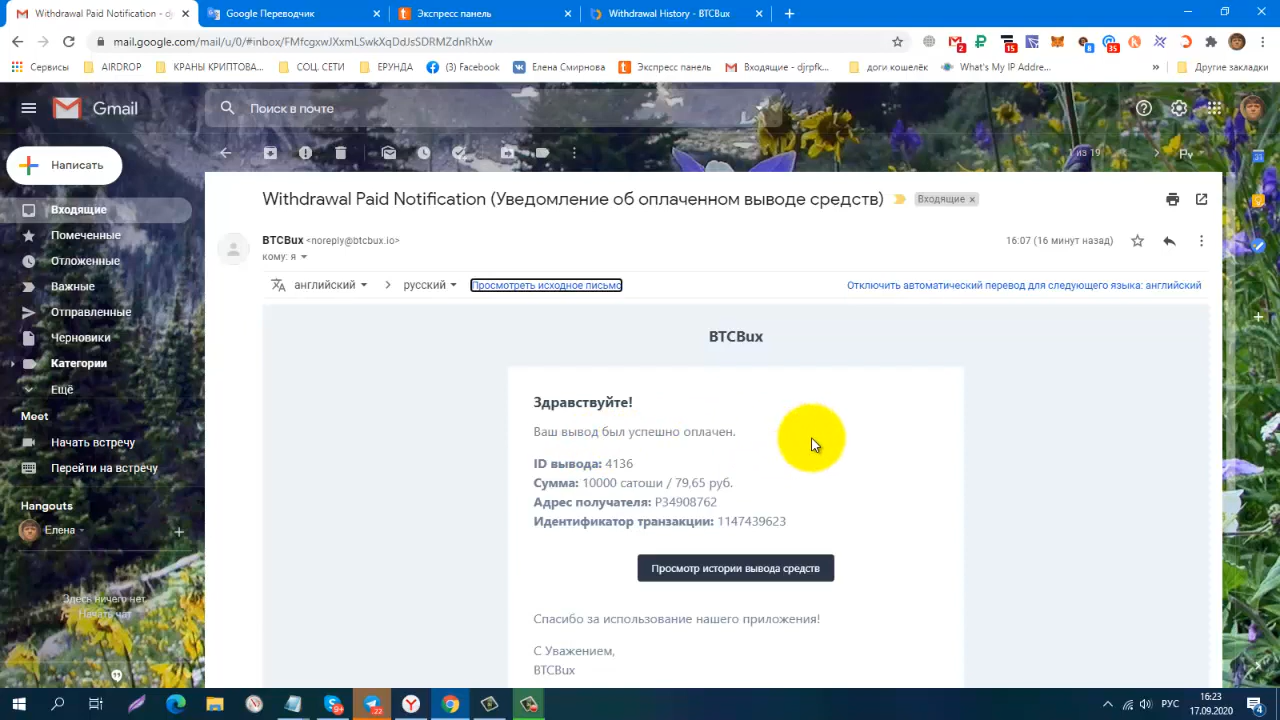 Withdrawal Paid Notification - d
Google Переводчик
Экспресс панель
Withdrawal History - BTCBux
mail.google.com/mail/u/0/#inbox/FMfcgxwJXxmLSwkXqDdJsSDRMZdnRhXw
2
15
8
35
Сервисы
AIRDROP
КРАНЫ КРИПТОВА...
СОЦ. СЕТИ
ЕРУНДА
(3) Facebook
Елена Смирнова
Экспресс панель
Входящие - djrpfk...
доги кошелёк
What's My IP Addre...
»
Другие закладки
Gmail
Поиск в почте
Написать
1 из 19
Withdrawal Paid Notification (Уведомление об оплаченном выводе средств)
Входящие ×
Входящие
BTCBux <noreply@btcbux.io>
16:07 (16 минут назад)
Помеченные
кому: я
Отложенные
английский
русский
Просмотреть исходное письмо
Отключить автоматический перевод для следующего языка: английский
Важные
Отправленные
Черновики
BTCBux
Категории
Ещё
Здравствуйте!
Meet
Ваш вывод был успешно оплачен.
Начать встречу
ID вывода: 4136
Перейти на встречу
Сумма: 10000 сатоши / 79,65 руб.
Адрес получателя: P34908762
Hangouts
Идентификатор транзакции: 1147439623
Елена
Просмотр истории вывода средств
Здесь ничего нет
Начать чат
Спасибо за использование нашего приложения!
С Уважением,
BTCBux
РУС
16:23
17.09.2020
4